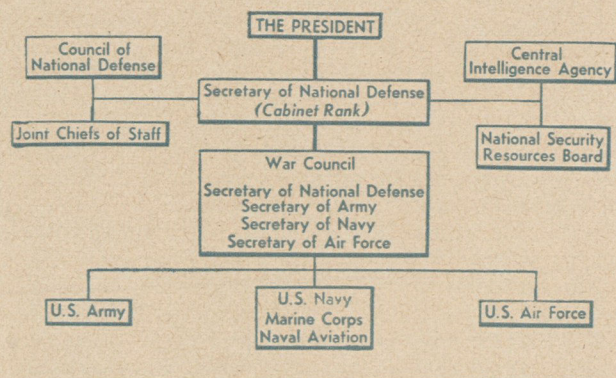 THE PRESIDENT
Council of
National Defense
Central
Intelligence Agency
Secretary of National Defense
(Cabinet Rank)
Joint Chiefs of Staff
National Security
Resources Board
War Council
Secretary of National Defense
Secretary of Army
Secretary of Navy
Secretary of Air Force
U.S. Army
U.S. Navy
Marine Corps
Naval Aviation
U.S. Air Force